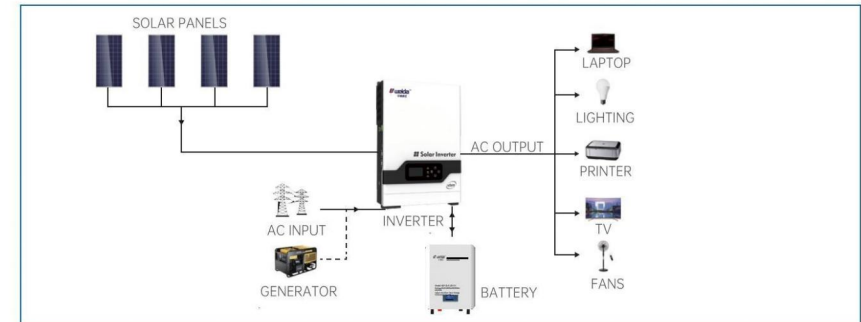 SOLAR PANELS
Solar Inverter
AC OUTPUT
INVERTER
AC INPUT
GENERATOR
BATTERY
LAPTOP
LIGHTING
PRINTER
TV
FANS